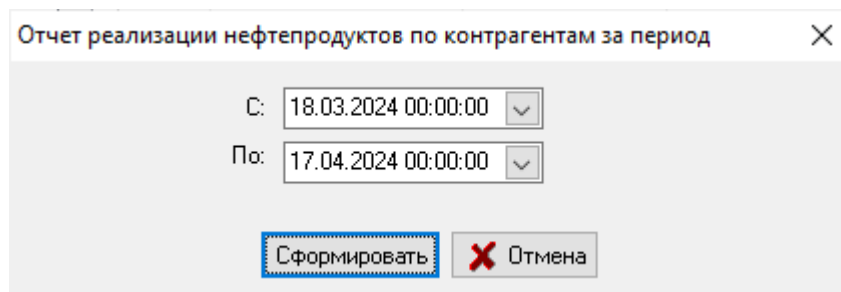 Отчет реализации нефтепродуктов по контрагентам за период
С: 18.03.2024 00:00:00
По: 17.04.2024 00:00:00
Сформировать Отмена